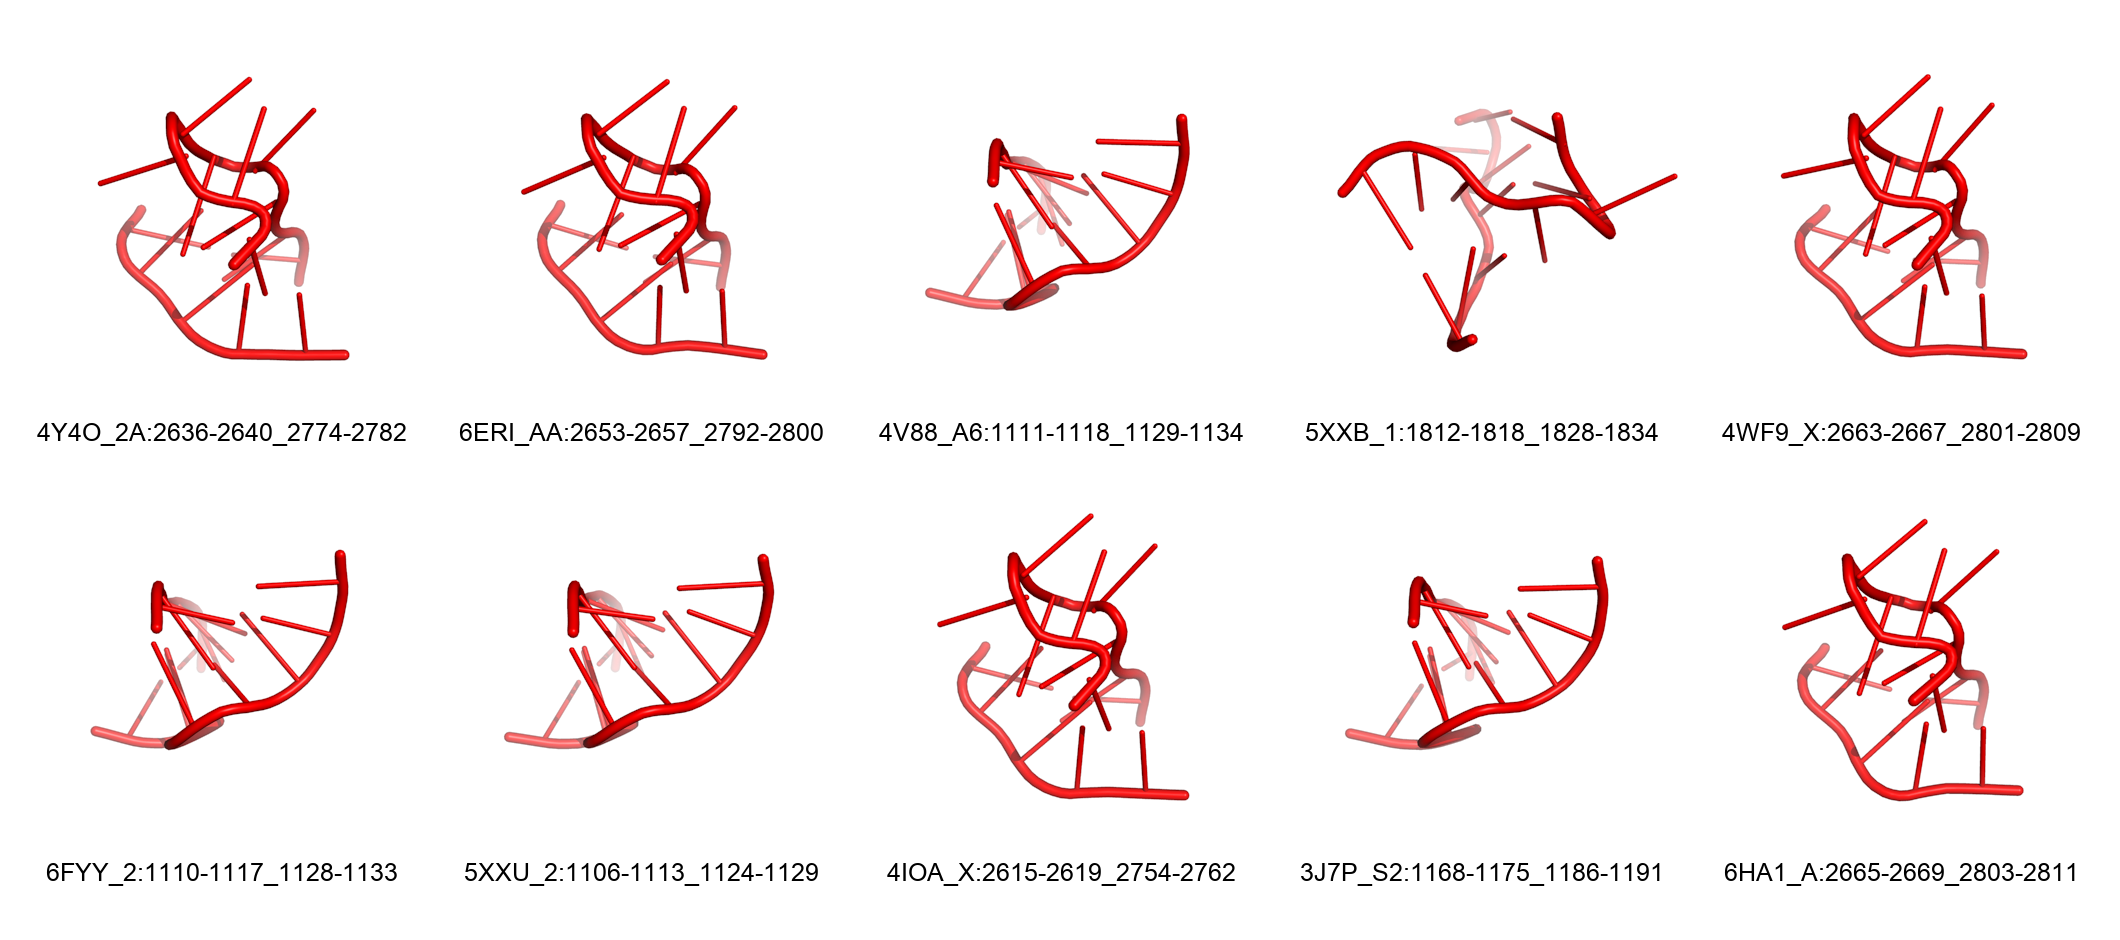 4Y4O_2A:2636-2640_2774-2782
6ERI_AA:2653-2657_2792-2800
4V88_A6:1111-1118_1129-1134
5XXB_1:1812-1818_1828-1834
4WF9_X:2663-2667_2801-2809
6FYY_2:1110-1117_1128-1133
5XXU_2:1106-1113_1124-1129
4IOA_X:2615-2619_2754-2762
3J7P_S2:1168-1175_1186-1191
6HA1_A:2665-2669_2803-2811